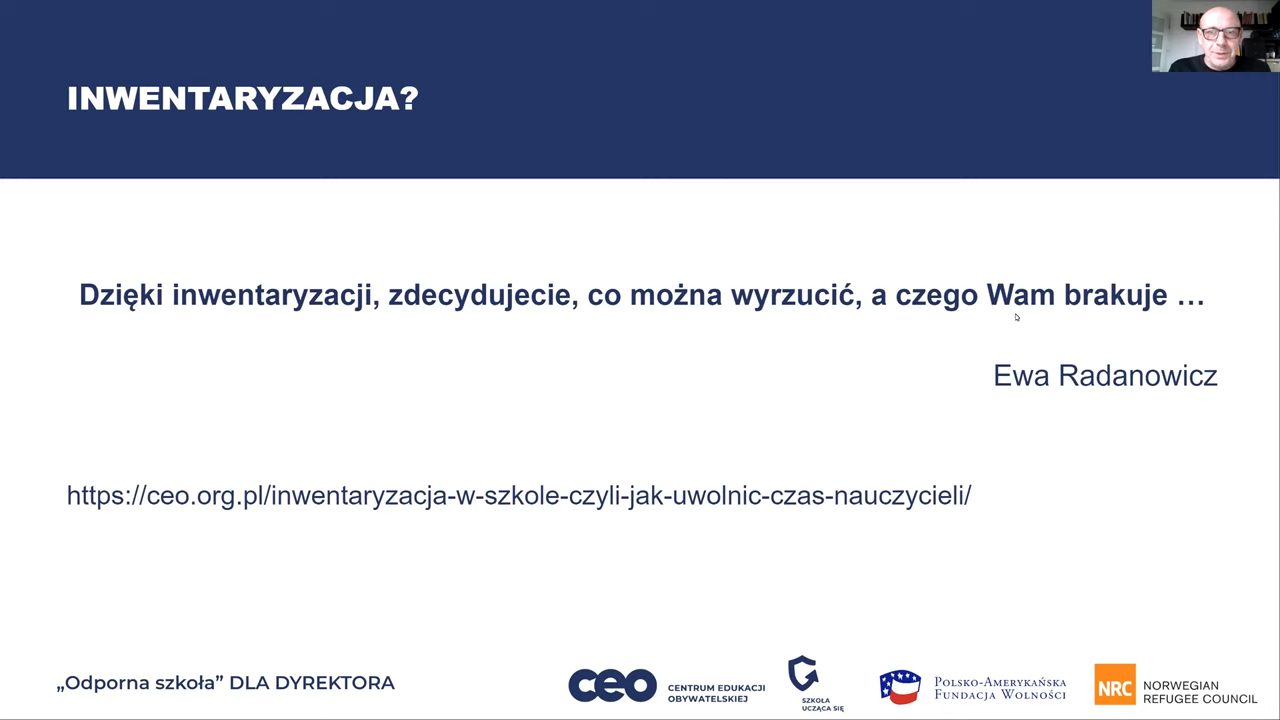 INWENTARYZACJA?
Dzięki inwentaryzacji, zdecydujecie, co można wyrzucić, a czego Wam brakuje …
Ewa Radanowicz
https://ceo.org.pl/inwentaryzacja-w-szkole-czyli-jak-uwolnic-czas-nauczycieli/
„Odporna szkoła” DLA DYREKTORA
ceo
CENTRUM EDUKACJI
OBYWATELSKIEJ
SZKOŁA
UCZĄCA SIĘ
POLSKO-AMERYKAŃSKA
FUNDACJA WOLNOŚCI
NRC
NORWEGIAN
REFUGEE COUNCIL